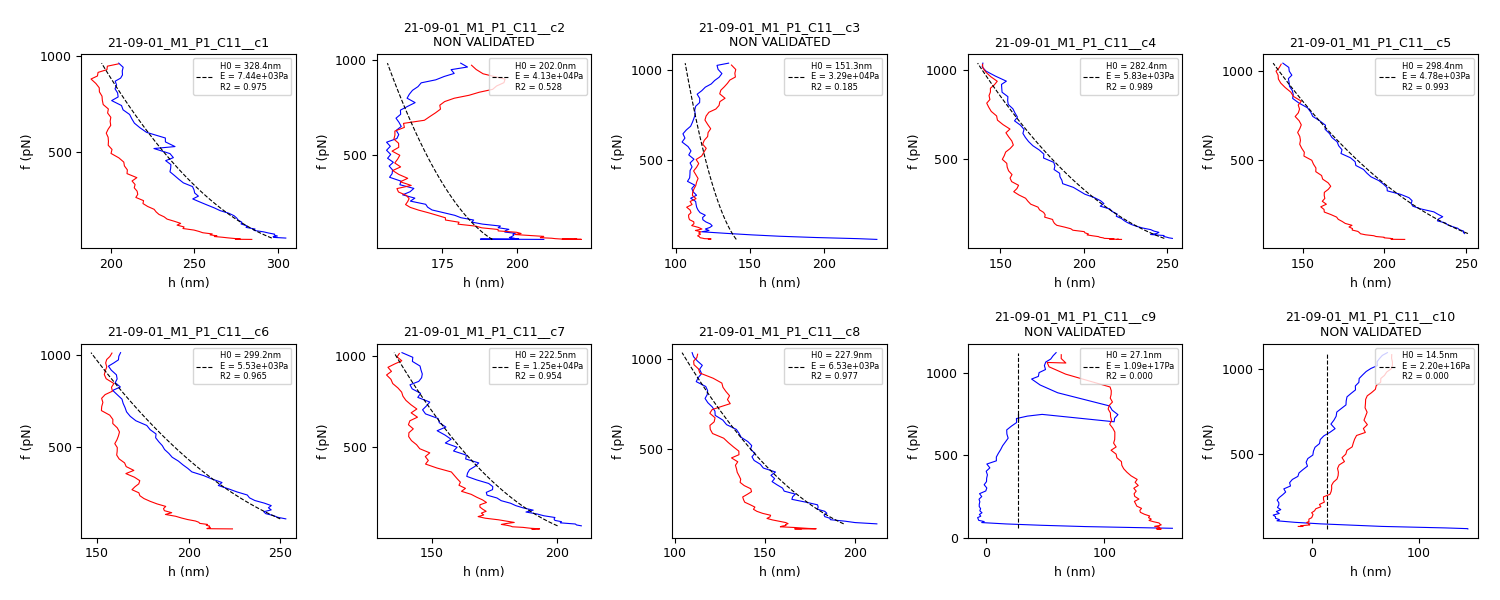 21-09-01_M1_P1_C11__c1
H0 = 328.4nm
E = 7.44e+03Pa
R2 = 0.975
1000
500
f (pN)
200
250
300
h (nm)
21-09-01_M1_P1_C11__c2
NON VALIDATED
H0 = 202.0nm
E = 4.13e+04Pa
R2 = 0.528
1000
500
f (pN)
175
200
h (nm)
21-09-01_M1_P1_C11__c3
NON VALIDATED
H0 = 151.3nm
E = 3.29e+04Pa
R2 = 0.185
1000
500
f (pN)
100
150
200
h (nm)
21-09-01_M1_P1_C11__c4
H0 = 282.4nm
E = 5.83e+03Pa
R2 = 0.989
1000
500
f (pN)
150
200
250
h (nm)
21-09-01_M1_P1_C11__c5
H0 = 298.4nm
E = 4.78e+03Pa
R2 = 0.993
1000
500
f (pN)
150
200
250
h (nm)
21-09-01_M1_P1_C11__c6
H0 = 299.2nm
E = 5.53e+03Pa
R2 = 0.965
1000
500
f (pN)
150
200
250
h (nm)
21-09-01_M1_P1_C11__c7
H0 = 222.5nm
E = 1.25e+04Pa
R2 = 0.954
1000
500
f (pN)
150
200
h (nm)
21-09-01_M1_P1_C11__c8
H0 = 227.9nm
E = 6.53e+03Pa
R2 = 0.977
1000
500
f (pN)
100
150
200
h (nm)
21-09-01_M1_P1_C11__c9
NON VALIDATED
H0 = 27.1nm
E = 1.09e+17Pa
R2 = 0.000
1000
500
0
f (pN)
0
100
h (nm)
21-09-01_M1_P1_C11__c10
NON VALIDATED
H0 = 14.5nm
E = 2.20e+16Pa
R2 = 0.000
1000
500
f (pN)
0
100
h (nm)